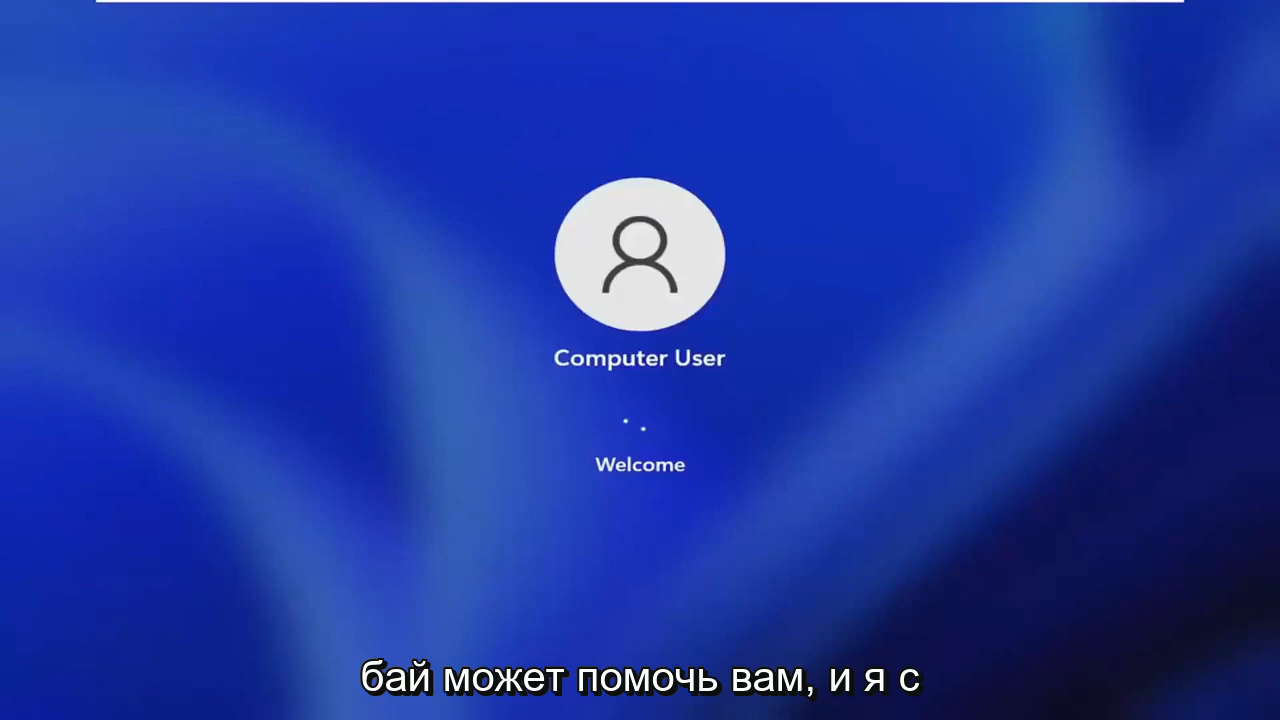 Computer User
Welcome
бай может помочь вам, и я с